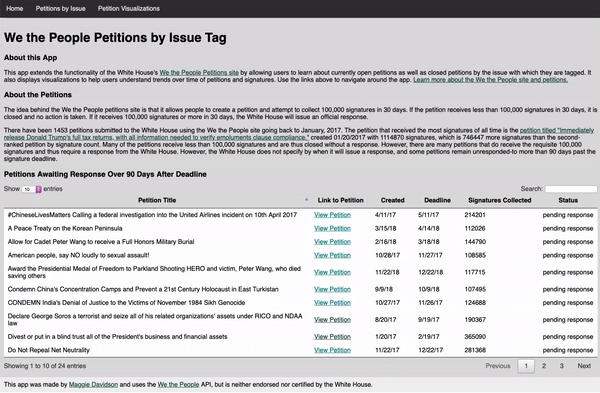 Home Petitions by Issue Petition Visualizations
We the People Petitions by Issue Tag
About this App
This app extends the functionality of the White House's We the People Petitions site by allowing users to learn about currently open petitions as well as closed petitions by the issue with which they are tagged. It
also displays visualizations to help users understand trends over time of petitions and signatures. Use the links above to navigate around the app. Learn more about the We the People site and petitions.
About the Petitions
The idea behind the We the People petitions site is that it allows people to create a petition and attempt to collect 100,000 signatures in 30 days. If the petition receives less than 100,000 signatures in 30 days, it is
closed and no action is taken. If it receives 100,000 signatures or more in 30 days, the White House will issue an official response.
There have been 1453 petitions submitted to the White House using the We the People site going back to January, 2017. The petition that received the most signatures of all time is the petition titled "Immediately
release Donald Trump's full tax returns, with all information needed to verify emoluments clause compliance." created 01/20/2017 with 1114870 signatures, which is 746447 more signatures than the second-
ranked petition by signature count. Many of the petitions receive less than 100,000 signatures and are thus closed without a response. However, there are many petitions that do receive the requisite 100,000
signatures and thus require a response from the White House. However, the White House does not specify by when it will issue a response, and some petitions remain unresponded-to more than 90 days past the
signature deadline.
Petitions Awaiting Response Over 90 Days After Deadline
Show 10 entries Search:
Petition Title Link to Petition Created Deadline Signatures Collected Status
#ChineseLivesMatters Calling a federal investigation into the United Airlines incident on 10th April 2017 View Petition 4/11/17 5/11/17 214201 pending response
A Peace Treaty on the Korean Peninsula View Petition 3/15/18 4/14/18 112026 pending response
Allow for Cadet Peter Wang to receive a Full Honors Military Burial View Petition 2/16/18 3/18/18 144790 pending response
American people, say NO loudly to sexual assault! View Petition 10/28/17 11/27/17 108585 pending response
Award the Presidential Medal of Freedom to Parkland Shooting HERO and victim, Peter Wang, who died
saving others View Petition 11/22/18 12/22/18 117715 pending response
Condemn China's Concentration Camps and Prevent a 21st Century Holocaust in East Turkistan View Petition 9/9/18 10/9/18 107495 pending response
CONDEMN India's Denial of Justice to the Victims of November 1984 Sikh Genocide View Petition 10/27/17 11/26/17 124688 pending response
Declare George Soros a terrorist and seize all of his related organizations' assets under RICO and NDAA
law View Petition 8/20/17 9/19/17 190367 pending response
Divest or put in a blind trust all of the President's business and financial assets View Petition 1/20/17 2/19/17 365090 pending response
Do Not Repeal Net Neutrality View Petition 11/22/17 12/22/17 281368 pending response
Showing 1 to 10 of 24 entries Previous 1 2 3 Next
This app was made by Maggie Davidson and uses the We the People API, but is neither endorsed nor certified by the White House.